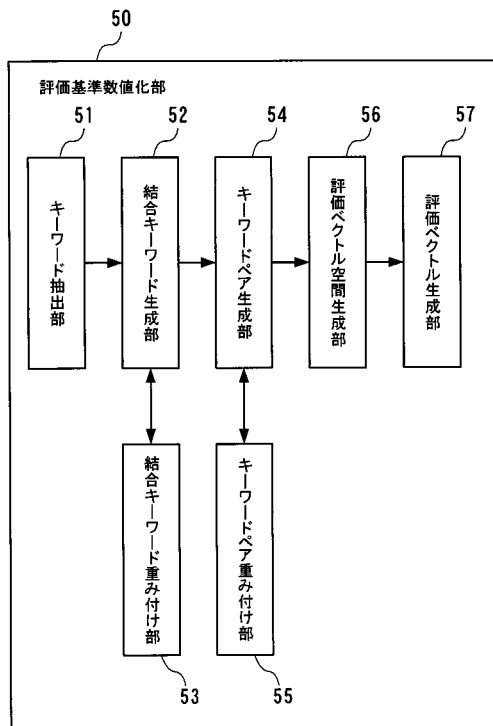 50
評価基準数値化部
51
52
54
56
57
キーワード抽出部
結合キーワード生成部
キーワードペア生成部
評価ベクトル空間生成部
評価ベクトル生成部
結合キーワード重み付け部
キーワードペア重み付け部
53
55